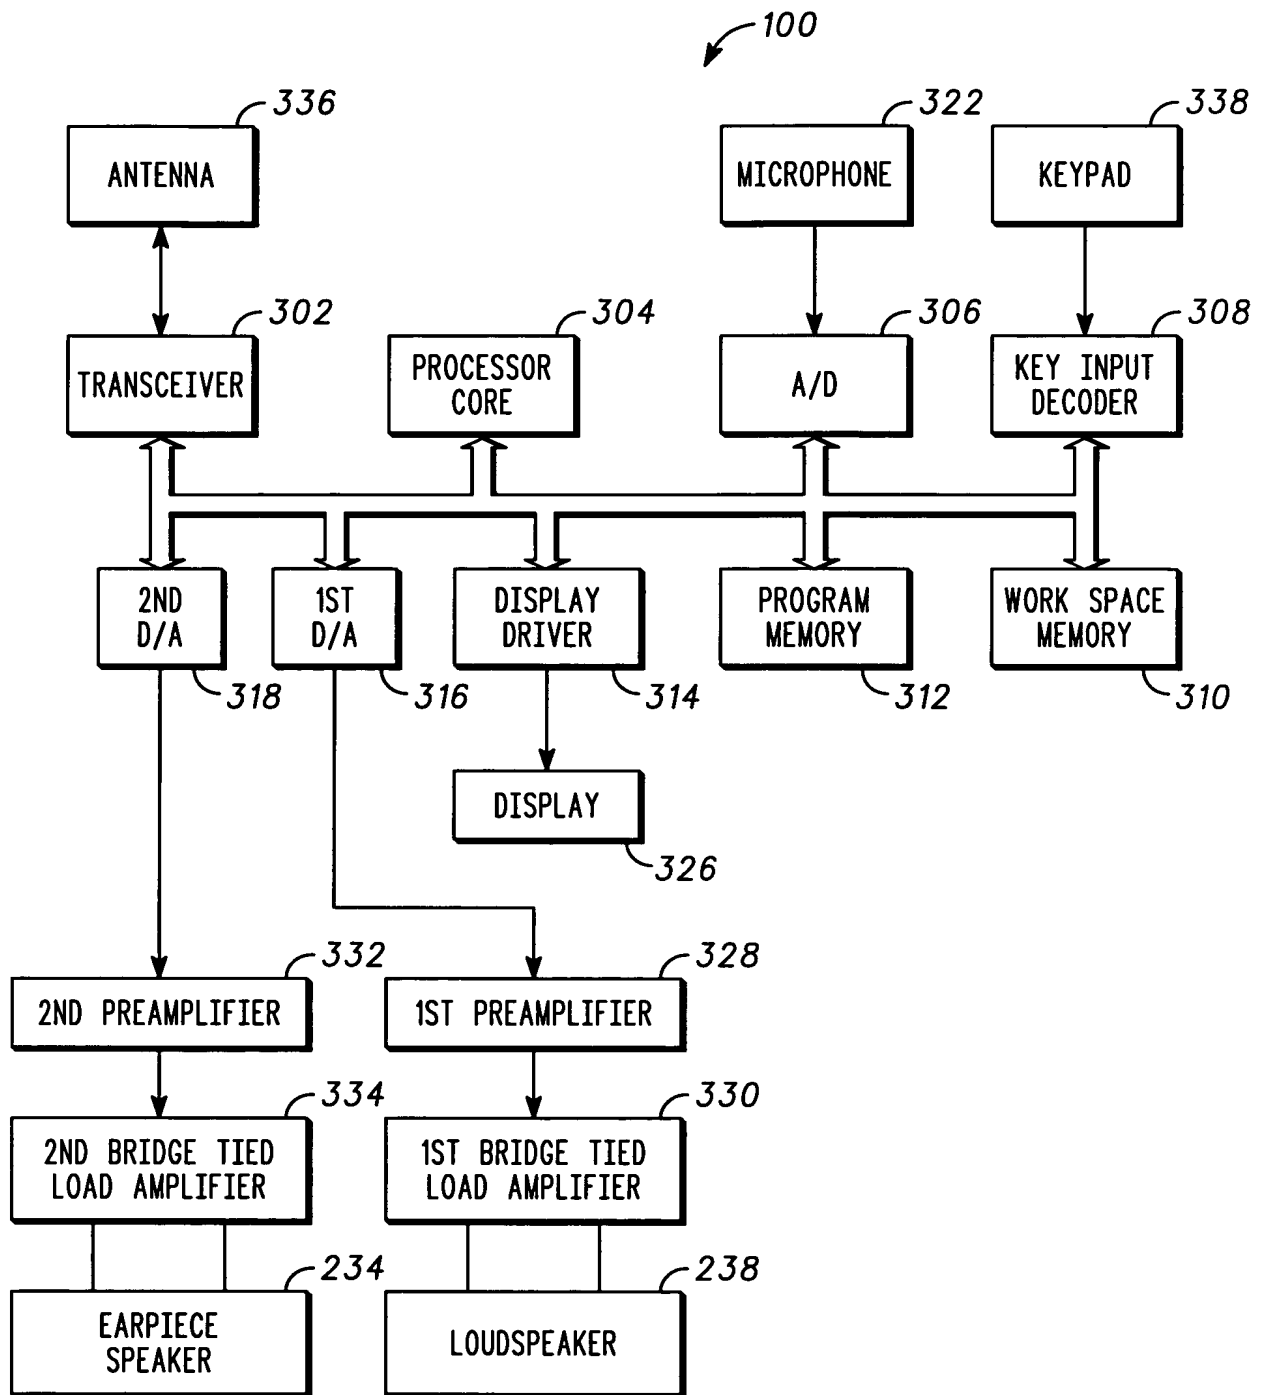 100
336
322
338
ANTENNA
MICROPHONE
KEYPAD
302
304
306
308
TRANSCEIVER
PROCESSOR
CORE
A/D
KEY INPUT
DECODER
2ND
D/A
1ST
D/A
DISPLAY
DRIVER
PROGRAM
MEMORY
WORK SPACE
MEMORY
318
316
314
312
310
DISPLAY
326
332
328
2ND PREAMPLIFIER
1ST PREAMPLIFIER
334
330
2ND BRIDGE TIED
LOAD AMPLIFIER
1ST BRIDGE TIED
LOAD AMPLIFIER
234
238
EARPIECE
SPEAKER
LOUDSPEAKER